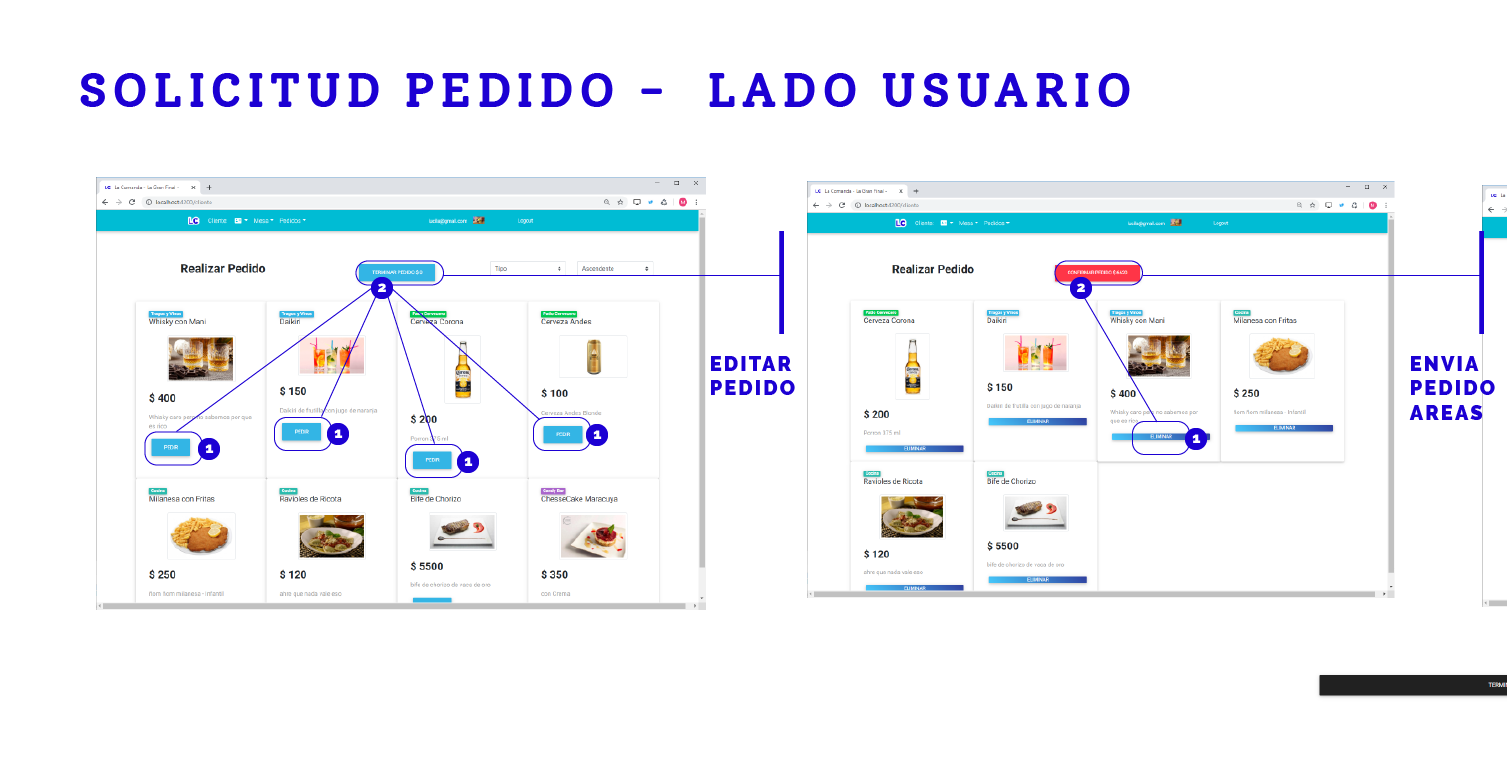 SOLICITUD PEDIDO – LADO USUARIO
LC La Comanda - La Gran Final -
localhost:4200/cliente
LC Cliente Mesa Pedidos
Logout
Realizar Pedido
TERMINAR PEDIDO $ 0
Tipo
Ascendente
2
Tragos y Vinos
Whisky con Mani
$ 400
Whisky caro pero no sabemos por que
es rico
PEDIR
1
Tragos y Vinos
Daikiri
$ 150
Daikiri de frutilla con jugo de naranja
PEDIR
1
Patio Cervecero
Cerveza Corona
$ 200
Porron 375 ml
PEDIR
1
Patio Cervecero
Cerveza Andes
$ 100
Cerveza Andes Blonde
PEDIR
1
Cocina
Milanesa con Fritas
$ 250
Ñom Ñom milanesa - Infantil
Cocina
Ravioles de Ricota
$ 120
ahre que nada vale eso
Cocina
Bife de Chorizo
$ 5500
bife de chorizo de vaca de oro
Candy Bar
ChesseCake Maracuya
$ 350
con Crema
EDITAR
PEDIDO
LC La Comanda - La Gran Final -
localhost:4200/cliente
LC Cliente Mesa Pedidos
Logout
Realizar Pedido
2
Patio Cervecero
Cerveza Corona
$ 200
Porron 375 ml
ELIMINAR
Tragos y Vinos
Daikiri
$ 150
Daikiri de frutilla con jugo de naranja
ELIMINAR
Tragos y Vinos
Whisky con Mani
$ 400
Whisky caro pero no sabemos por
que es rico
ELIMINAR
1
Cocina
Milanesa con Fritas
$ 250
Ñom Ñom milanesa - Infantil
ELIMINAR
Cocina
Ravioles de Ricota
$ 120
ahre que nada vale eso
ELIMINAR
Cocina
Bife de Chorizo
$ 5500
bife de chorizo de vaca de oro
ELIMINAR
ENVIA
PEDIDO
AREAS
LC
TERMI